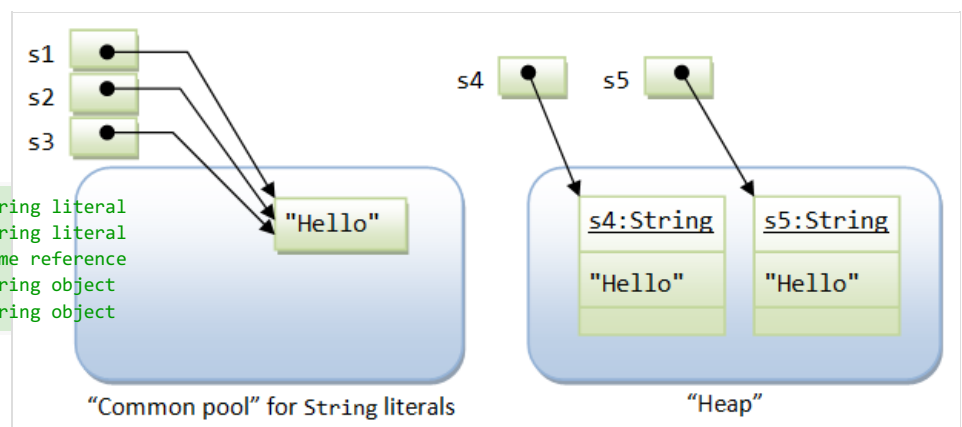 s1
s2
s3
s4
s5
ring literal
ring literal
me reference
ring object
ring object
"Hello"
s4:String
"Hello"
s5:String
"Hello"
“Common pool” for String literals
“Heap”